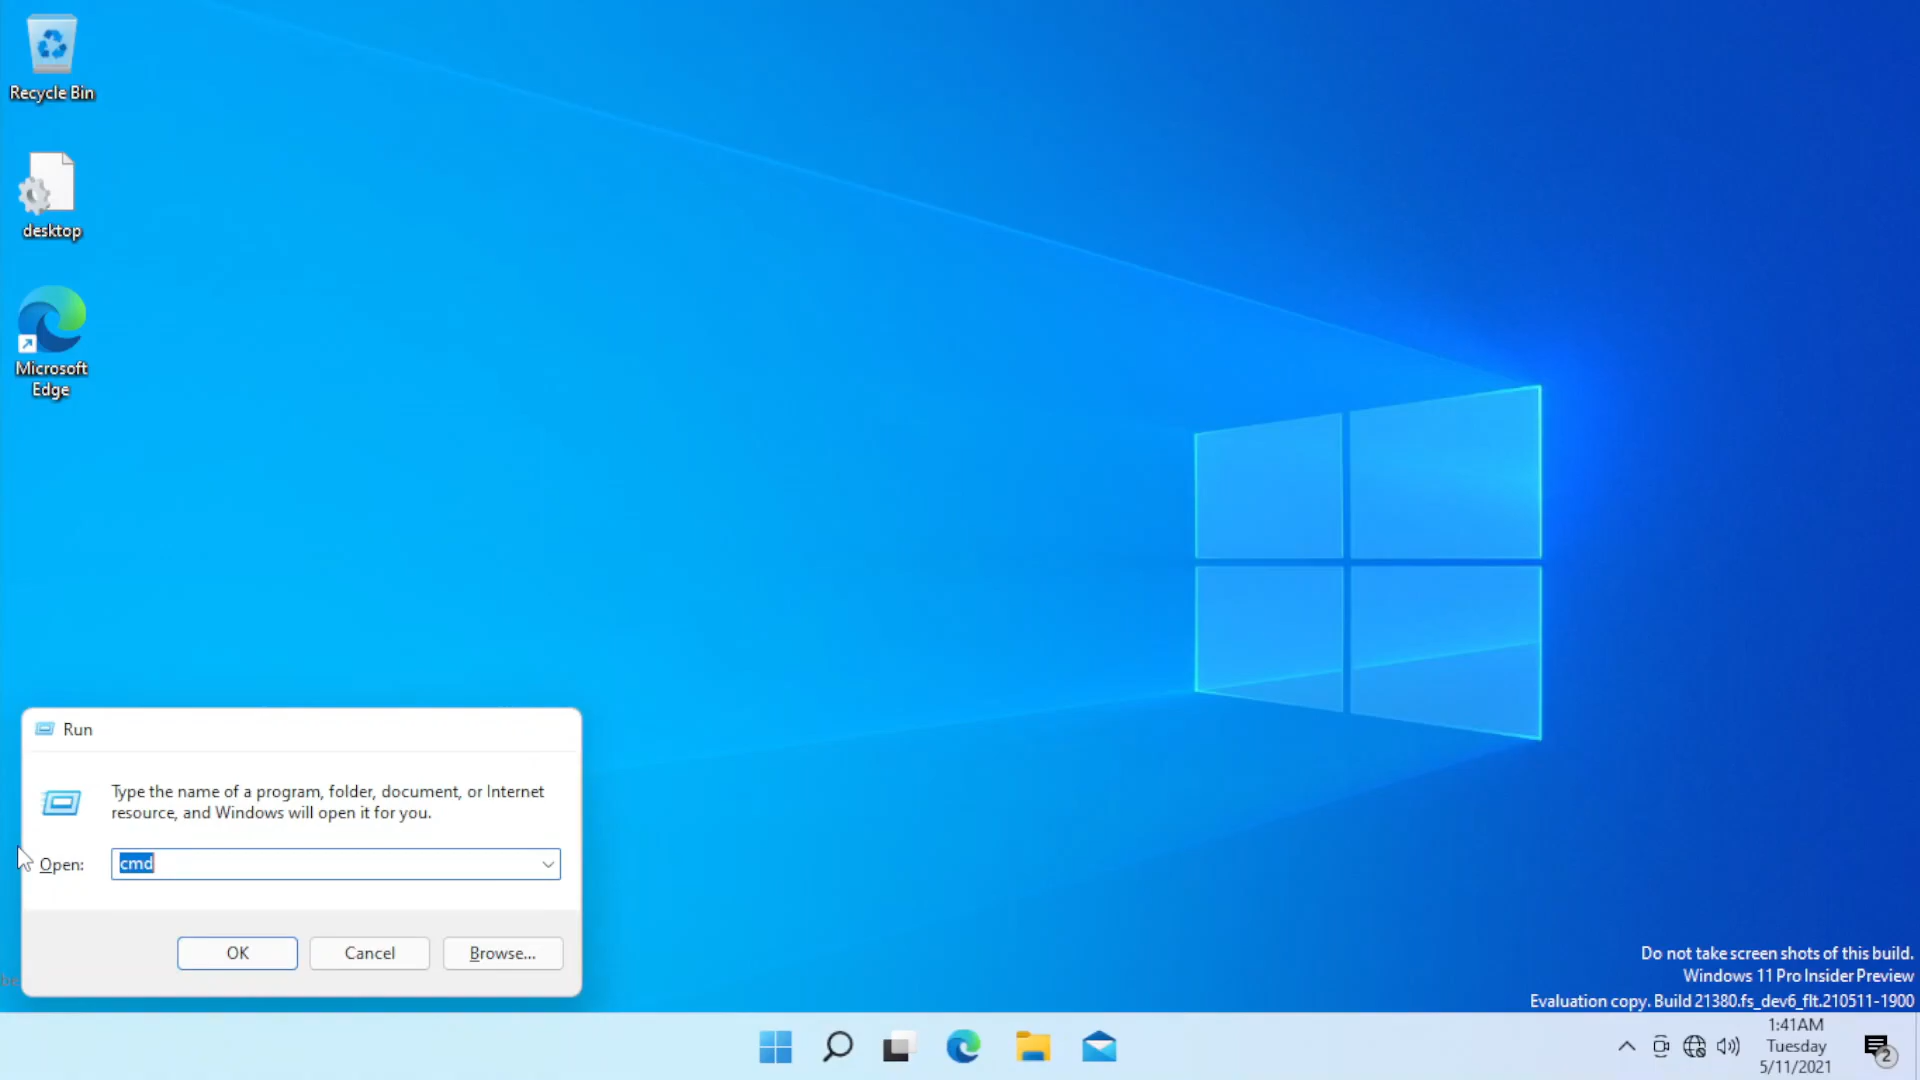 Recycle Bin
desktop
Microsoft
Edge
Run
Type the name of a program, folder, document, or Internet
resource, and Windows will open it for you.
Open:
cmd
OK
Cancel
Browse...
Do not take screen shots of this build.
Windows 11 Pro Insider Preview
Evaluation copy. Build 21380.fs_dev6_flt.210511-1900
1:41AM
Tuesday
5/11/2021
2